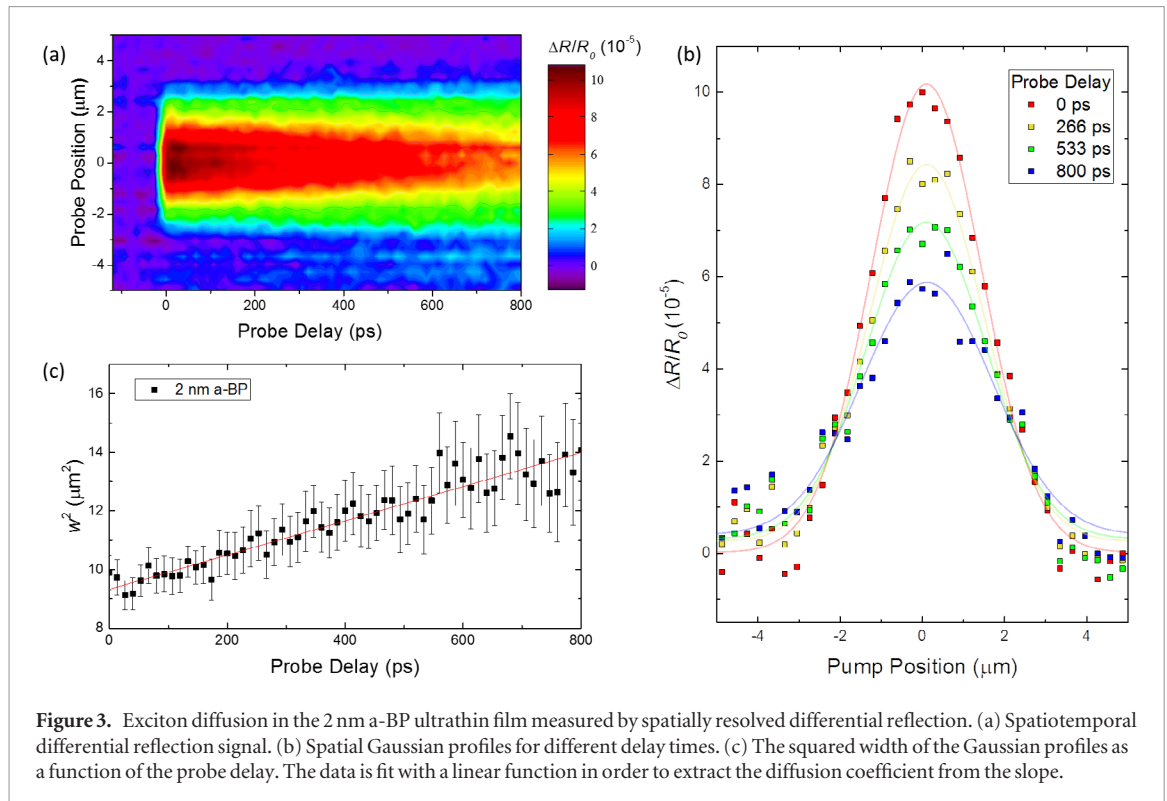 (a)
ΔR/R0 (10-5)
4
2
0
-2
-4
Probe Position (μm)
0
200
400
600
800
Probe Delay (ps)
10
8
6
4
2
0
(b)
Probe Delay
0 ps
266 ps
533 ps
800 ps
10
8
6
4
2
0
ΔR/R0 (10-5)
-4
-2
0
2
4
Pump Position (μm)
(c)
2 nm a-BP
16
14
12
10
8
w2 (μm2)
0
200
400
600
800
Probe Delay (ps)
Figure 3. Exciton diffusion in the 2 nm a-BP ultrathin film measured by spatially resolved differential reflection. (a) Spatiotemporal
differential reflection signal. (b) Spatial Gaussian profiles for different delay times. (c) The squared width of the Gaussian profiles as
a function of the probe delay. The data is fit with a linear function in order to extract the diffusion coefficient from the slope.